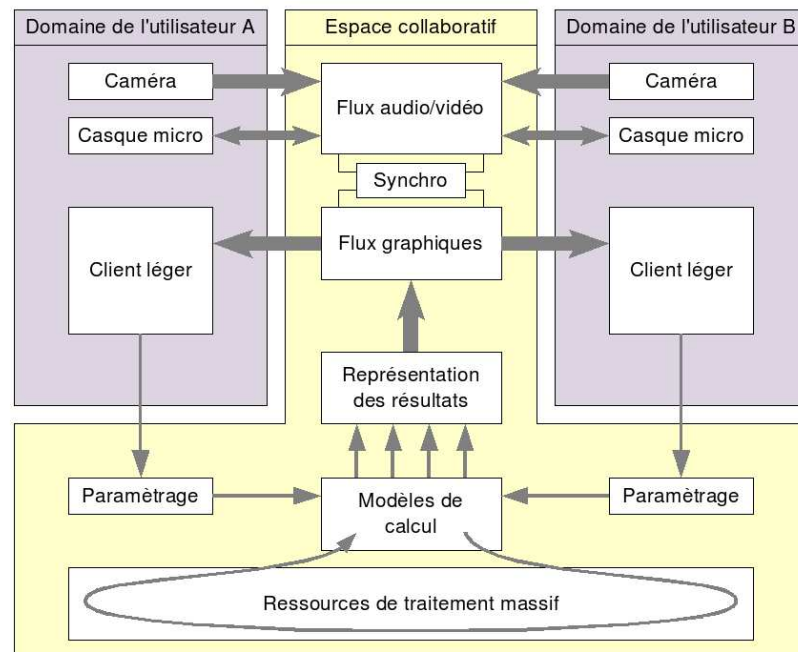 Domaine de l'utilisateur A
Espace collaboratif
Domaine de l'utilisateur B
Caméra
Flux audio/vidéo
Caméra
Casque micro
Casque micro
Synchro
Client léger
Flux graphiques
Client léger
Représentation
des résultats
Paramètrage
Modèles de
calcul
Paramètrage
Ressources de traitement massif